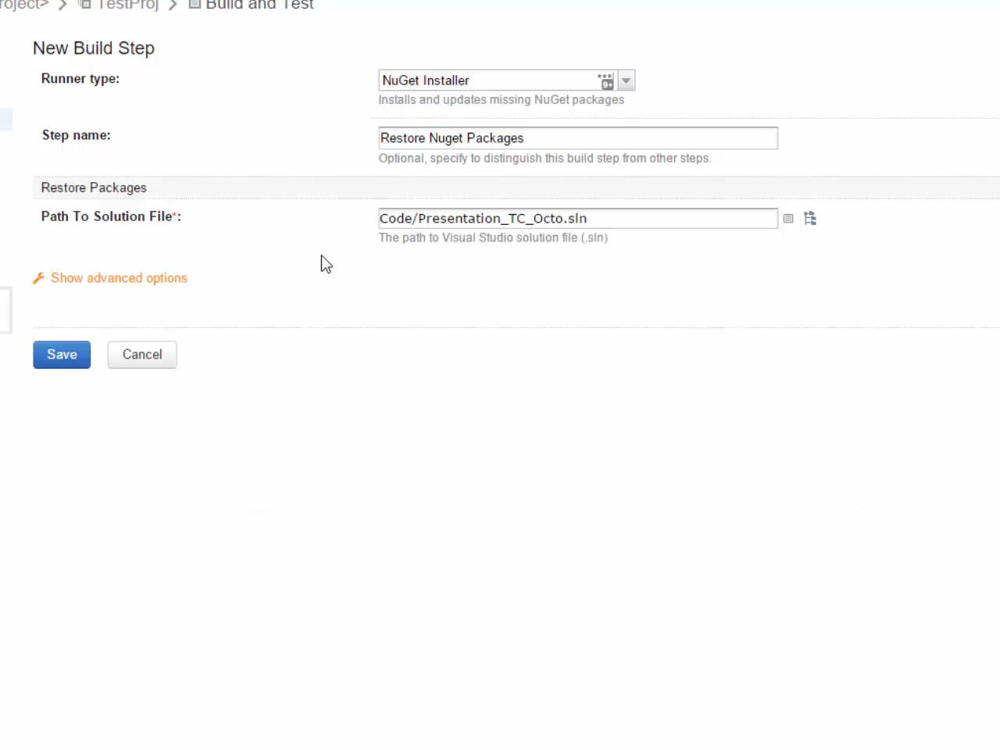 TestProj Build and Test
New Build Step
Runner type:
NuGet Installer
Installs and updates missing NuGet packages
Step name:
Restore Nuget Packages
Optional, specify to distinguish this build step from other steps.
Restore Packages
Path To Solution File*:
Code/Presentation_TC_Octo.sln
The path to Visual Studio solution file (.sln)
Show advanced options
Save Cancel